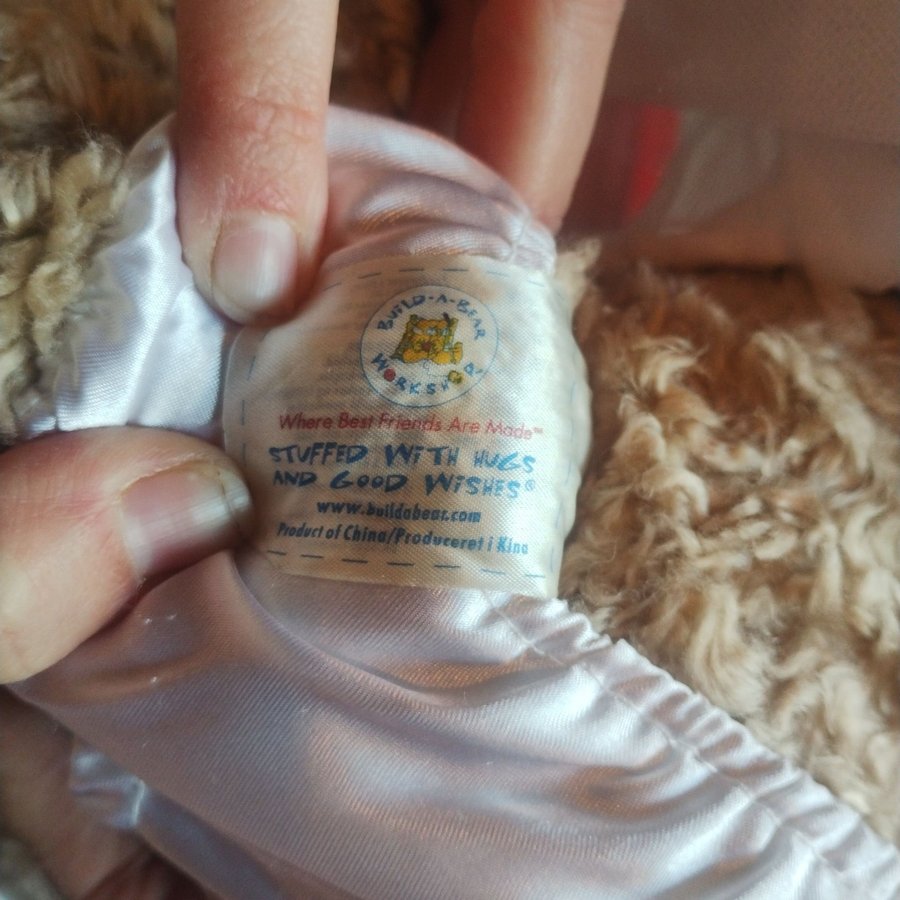 BUILD-A-BEAR
WORKSHOP
Where Best Friends Are Made™
STUFFED WITH HUGS
AND GOOD WISHES®
www.buildabear.com
Product of China/Produceret i Kina